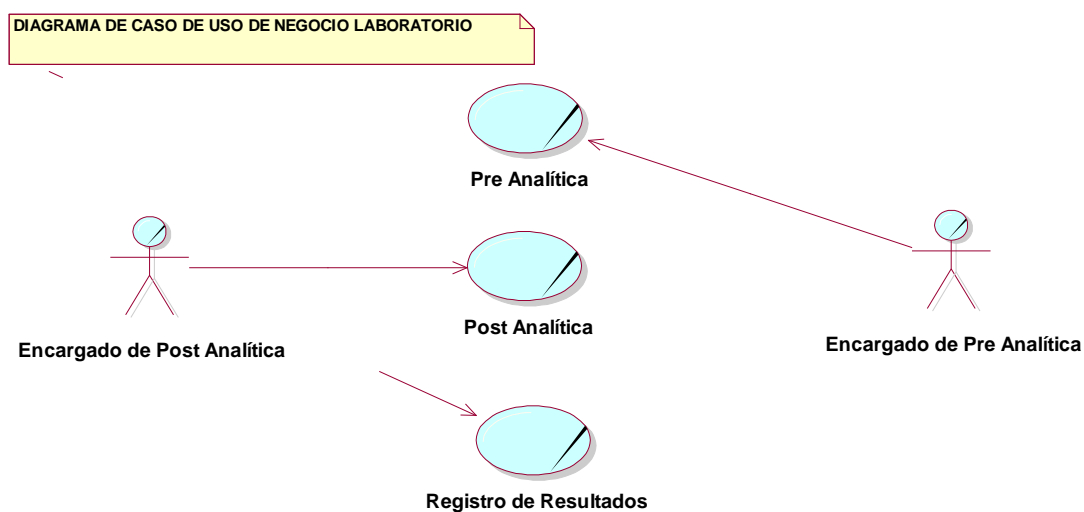 DIAGRAMA DE CASO DE USO DE NEGOCIO LABORATORIO
Pre Analítica
Post Analítica
Encargado de Post Analítica
Encargado de Pre Analítica
Registro de Resultados